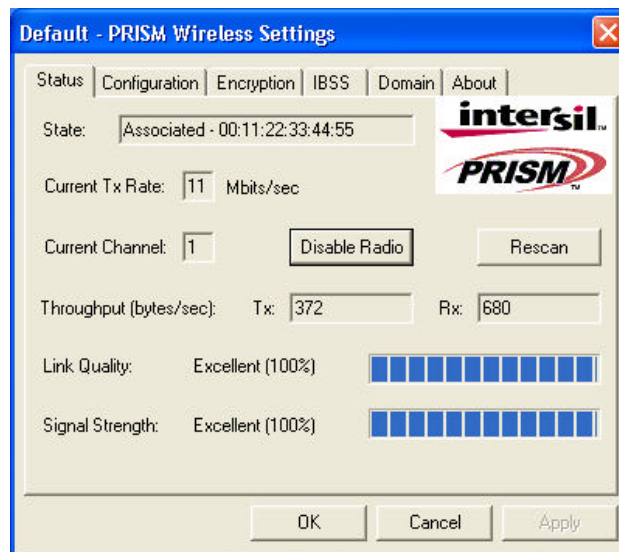 Default - PRISM Wireless Settings
Status Configuration Encryption IBSS Domain About
intersil™
PRISM™
State: Associated - 00:11:22:33:44:55
Current Tx Rate: 11 Mbits/sec
Current Channel: 1 Disable Radio Rescan
Throughput (bytes/sec): Tx: 372 Rx: 680
Link Quality: Excellent (100%)
Signal Strength: Excellent (100%)
OK Cancel Apply